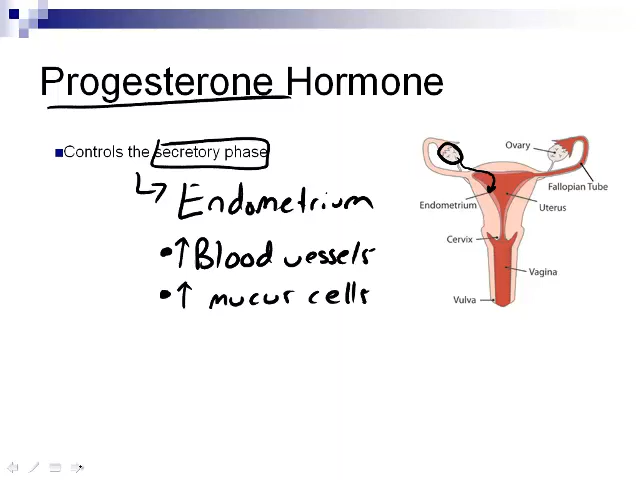 Progesterone Hormone
Controls the secretory phase
Endometrium
• ↑ Blood vessels
• ↑ mucus cells
Ovary
Fallopian Tube
Endometrium
Uterus
Cervix
Vagina
Vulva